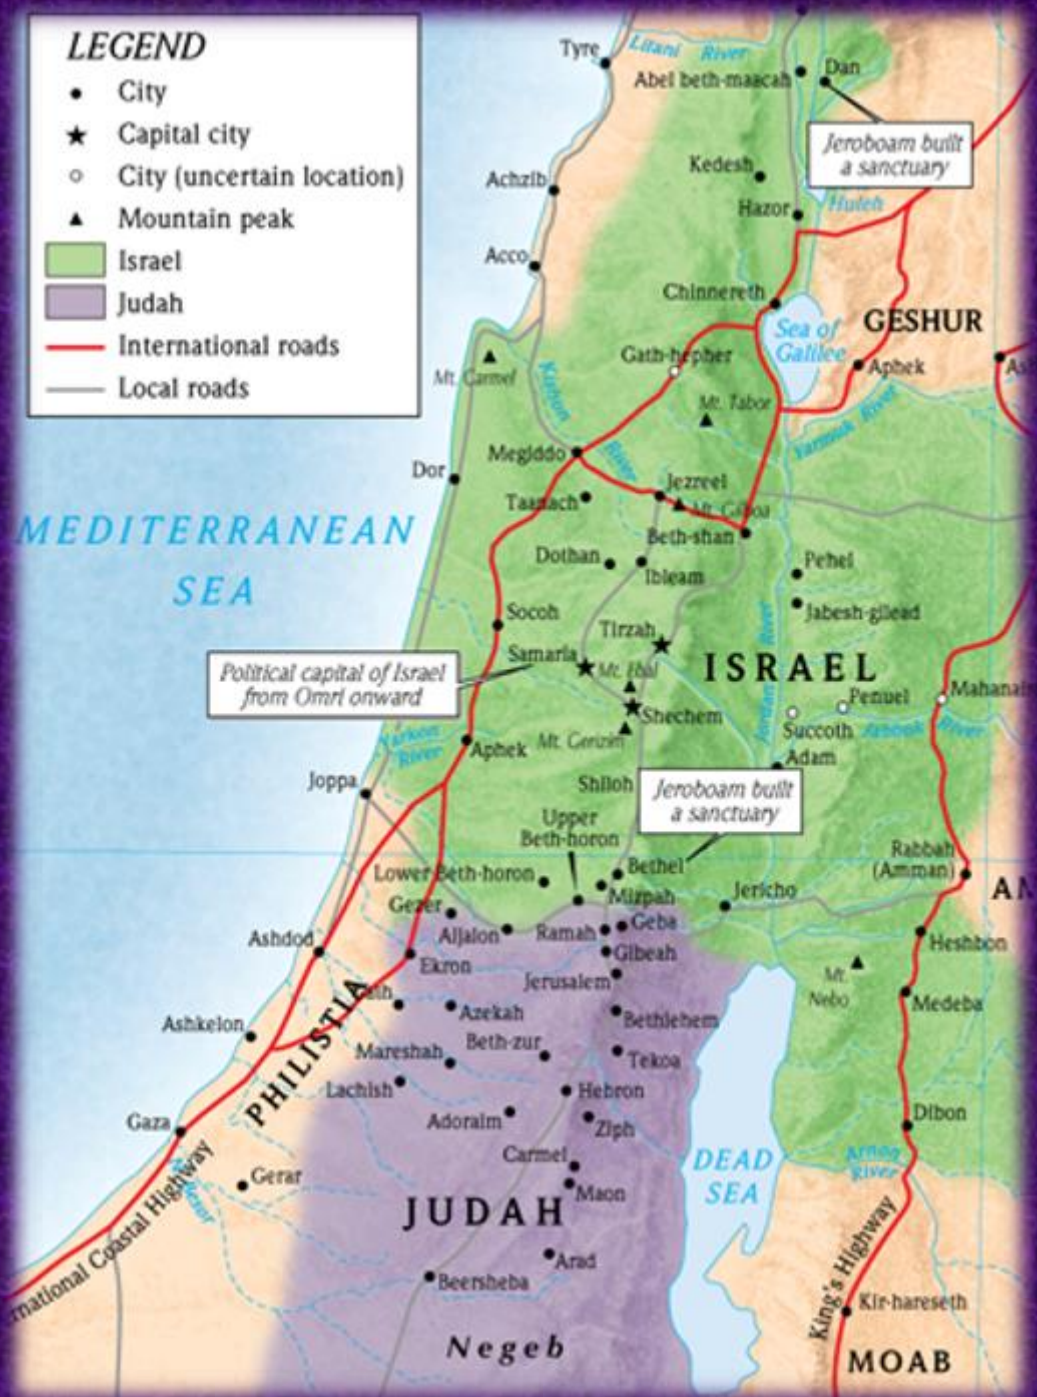 LEGEND
City
Capital city
City (uncertain location)
Mountain peak
Israel
Judah
International roads
Local roads
Tyre
Litani River
Abel beth-maacah
Dan
Jeroboam built
a sanctuary
Kedesh
Achzib
Hazor
Huleh
Acco
Chinnereth
Sea of
Galilee
GESHUR
Gath-hepher
Aphek
Mt. Carmel
Kishon
River
Mt. Tabor
Yarmuk River
Megiddo
Dor
Jezreel
Taanach
Mt. Gilboa
Beth-shan
MEDITERRANEAN
SEA
Dothan
Ibleam
Pehel
Jabesh-gilead
Socoh
Tirzah
Samaria
Mt. Ebal
ISRAEL
Political capital of Israel
from Omri onward
Jordan River
Penuel
Shechem
Succoth
Jabbok River
Mt. Gerizim
Yarkon
River
Aphek
Adam
Joppa
Shiloh
Jeroboam built
a sanctuary
Upper
Beth-horon
Rabbah
(Amman)
Lower Beth-horon
Bethel
Mizpah
Jericho
Gezer
Geba
Aijalon
Ramah
Ashdod
Gibeah
Heshbon
Ekron
Jerusalem
Mt.
Nebo
Medeba
Azekah
Bethlehem
Ashkelon
PHILISTIA
Mareshah
Beth-zur
Tekoa
Lachish
Hebron
Gaza
Adoraim
Ziph
Dibon
Carmel
DEAD
SEA
Arnon
River
Gerar
Maon
JUDAH
Coastal Highway
Arad
Beersheba
King's Highway
Kir-hareseth
Negeb
MOAB